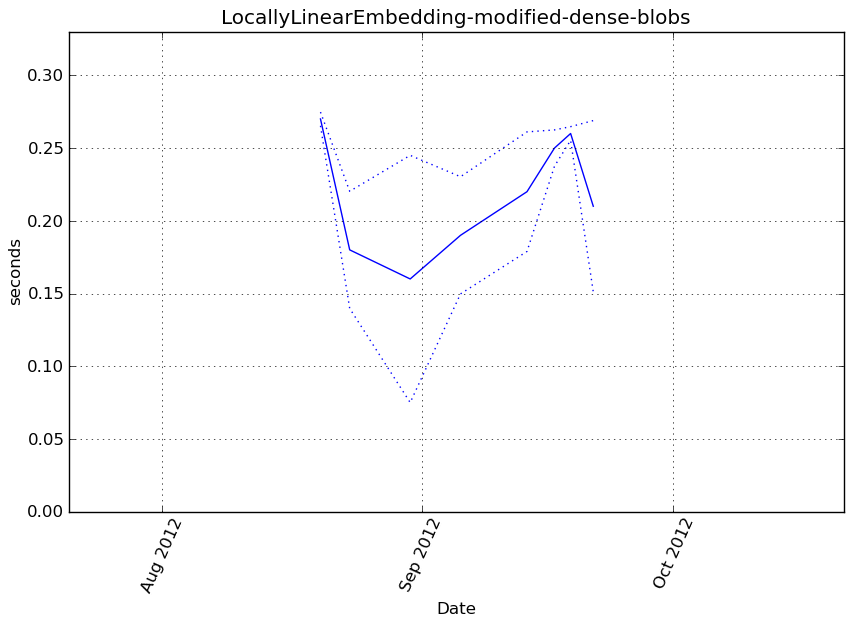 LocallyLinearEmbedding-modified-dense-blobs
0.30
0.25
0.20
0.15
0.10
0.05
0.00
seconds
Aug 2012
Sep 2012
Oct 2012
Date